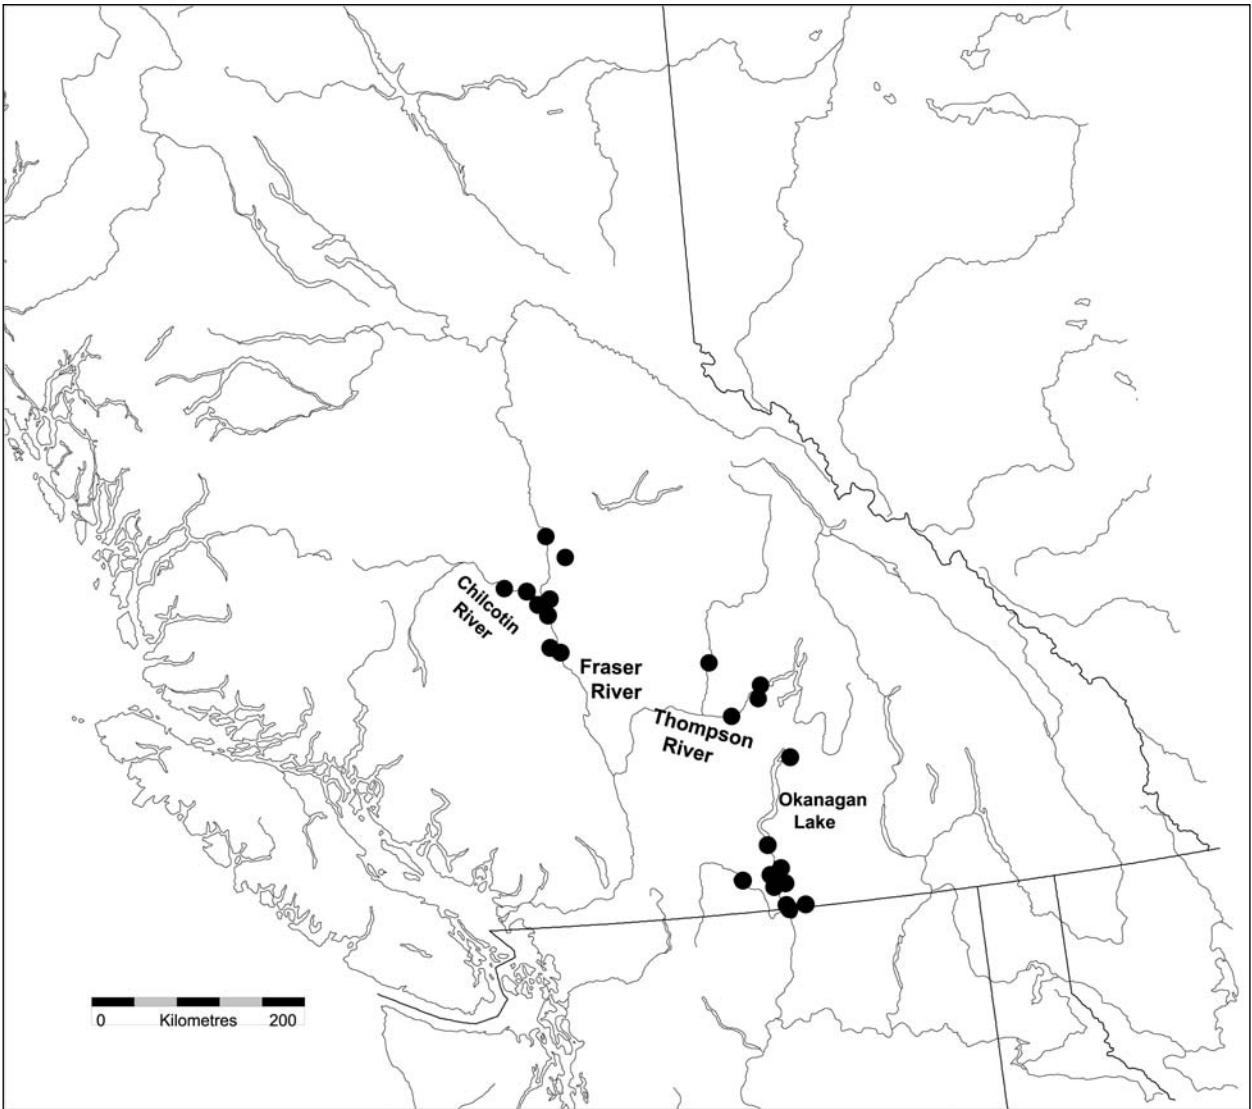 Chilcotin
River
Fraser
River
Thompson
River
Okanagan
Lake
0 Kilometres 200